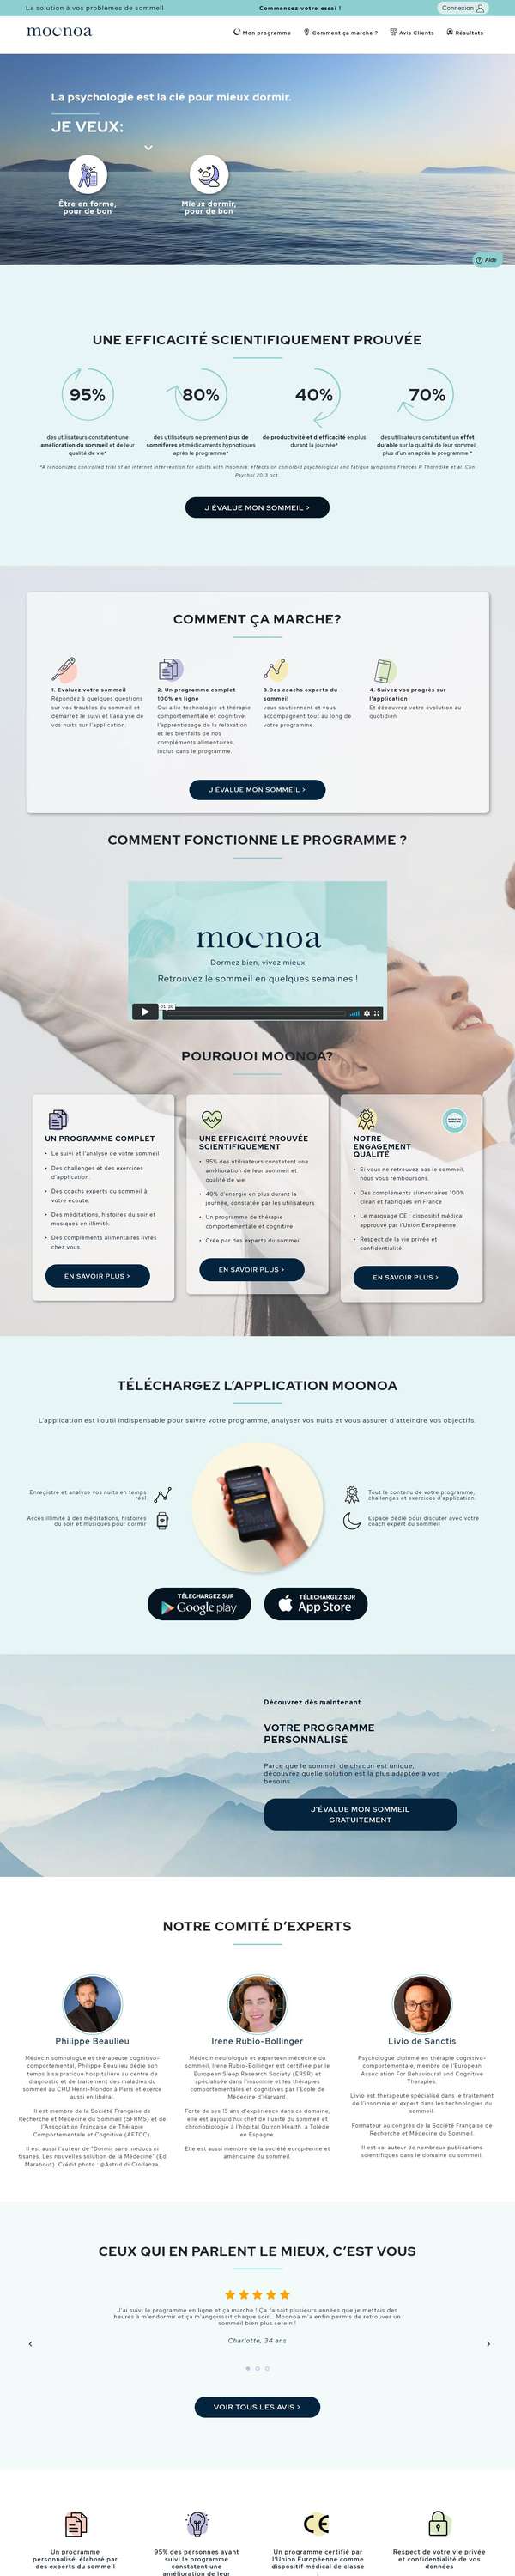 La solution à vos problèmes de sommeil
Commencez votre essai !
Connexion
moonoa
Mon programme
Comment ça marche ?
Avis Clients
Résultats
La psychologie est la clé pour mieux dormir.
JE VEUX:
Être en forme,
pour de bon
Mieux dormir,
pour de bon
Aide
UNE EFFICACITÉ SCIENTIFIQUEMENT PROUVÉE
95%
80%
40%
70%
des utilisateurs constatent une
amélioration du sommeil et de leur
qualité de vie*
des utilisateurs ne prennent plus de
somnifères et médicaments hypnotiques
après le programme*
de productivité et d'efficacité en plus
durant la journée*
des utilisateurs constatent un effet
durable sur la qualité de leur sommeil,
plus d'un an après le programme *
*A randomized controlled trial of an internet intervention for adults with insomnia: effects on comorbid psychological and fatigue symptoms Frances P Thorndike et al. Clin
Psychol 2013 oct
J ÉVALUE MON SOMMEIL >
COMMENT ÇA MARCHE?
1. Evaluez votre sommeil
Répondez à quelques questions
sur vos troubles du sommeil et
démarrez le suivi et l'analyse de
vos nuits sur l'application.
2. Un programme complet
100% en ligne
Qui allie technologie et thérapie
comportementale et cognitive,
l'apprentissage de la relaxation
et les bienfaits de nos
compléments alimentaires,
inclus dans le programme.
3.Des coachs experts du
sommeil
vous soutiennent et vous
accompagnent tout au long de
votre programme.
4. Suivez vos progrès sur
l'application
Et découvrez votre évolution au
quotidien
J ÉVALUE MON SOMMEIL >
COMMENT FONCTIONNE LE PROGRAMME ?
moonoa
Dormez bien, vivez mieux
Retrouvez le sommeil en quelques semaines !
POURQUOI MOONOA?
UN PROGRAMME COMPLET
• Le suivi et l'analyse de votre sommeil
• Des challenges et des exercices
d'application.
• Des coachs experts du sommeil à
votre écoute.
• Des méditations, histoires du soir et
musiques en illimité.
• Des compléments alimentaires livrés
chez vous.
EN SAVOIR PLUS >
UNE EFFICACITÉ PROUVÉE
SCIENTIFIQUEMENT
• 95% des utilisateurs constatent une
amélioration de leur sommeil et
qualité de vie
• 40% d'énergie en plus durant la
journée, constatée par les utilisateurs
• Un programme de thérapie
comportementale et cognitive
• Crée par des experts du sommeil
EN SAVOIR PLUS >
NOTRE
ENGAGEMENT
QUALITÉ
• Si vous ne retrouvez pas le sommeil,
nous vous remboursons.
• Des compléments alimentaires 100%
clean et fabriqués en France
• Le marquage CE : dispositif médical
approuvé par l'Union Européenne
• Respect de la vie privée et
confidentialité.
EN SAVOIR PLUS >
TÉLÉCHARGEZ L'APPLICATION MOONOA
L'application est l'outil indispensable pour suivre votre programme, analyser vos nuits et vous assurer d'atteindre vos objectifs.
Enregistre et analyse vos nuits en temps
réel
Accès illimité à des méditations, histoires
du soir et musiques pour dormir
Tout le contenu de votre programme,
challenges et exercices d'application.
Espace dédié pour discuter avec votre
coach expert du sommeil
TÉLECHARGEZ SUR
Google play
TÉLECHARGEZ SUR
App Store
Découvrez dès maintenant
VOTRE PROGRAMME
PERSONNALISÉ
Parce que le sommeil de chacun est unique,
découvrez quelle solution est la plus adaptée à vos
besoins.
J'ÉVALUE MON SOMMEIL
GRATUITEMENT
NOTRE COMITÉ D'EXPERTS
Philippe Beaulieu
Médecin somnologue et thérapeute cognitivo-
comportemental, Philippe Beaulieu dédie son
temps à sa pratique hospitalière au centre de
diagnostic et de traitement des maladies du
sommeil au CHU Henri-Mondor à Paris et exerce
aussi en libéral.
Il est membre de la Société Française de
Recherche et Médecine du Sommeil (SFRMS) et de
l'Association Française de Thérapie
Comportementale et Cognitive (AFTCC).
Il est aussi l'auteur de "Dormir sans médocs ni
tisanes. Les nouvelles solution de la Médecine" (Ed
Marabout). Crédit photo : @Astrid di Crollanza
Irene Rubio-Bollinger
Médecin neurologue et experteen médecine du
sommeil, Irene Rubio-Bollinger est certifiée par le
European Sleep Research Society (ERSR) et
spécialisée dans l'insomnie et les thérapies
comportementales et cognitives par l'Ecole de
Médecine d'Harvard.
Forte de ses 15 ans d'expérience dans ce domaine,
elle est aujourd'hui chef de l'unité du sommeil et
chronobiologie à l'hôpital Quiron Health, à Tolède
en Espagne.
Elle est aussi membre de la société européenne et
américaine du sommeil.
Livio de Sanctis
Psychologue diplômé en thérapie cognitivo-
comportementale, membre de l'European
Association For Behavioural and Cognitive
Therapies.
Livio est thérapeute spécialisé dans le traitement
de l'insomnie et expert dans les technologies du
sommeil.
Formateur au congrès de la Société Française de
Recherche et Médecine du Sommeil.
Il est co-auteur de nombreux publications
scientifiques dans le domaine du sommeil.
CEUX QUI EN PARLENT LE MIEUX, C'EST VOUS
J'ai suivi le programme en ligne et ça marche ! Ça faisait plusieurs années que je mettais des
heures à m'endormir et ça m'angoissait chaque soir... Moonoa m'a enfin permis de retrouver un
sommeil bien plus serein !
Charlotte, 34 ans
VOIR TOUS LES AVIS >
Un programme
personnalisé, élaboré par
des experts du sommeil
95% des personnes ayant
suivi le programme
constatent une
amélioration de leur
CE
Un programme certifié par
l'Union Européenne comme
dispositif médical de classe
I
Respect de votre vie privée
et confidentialité de vos
données